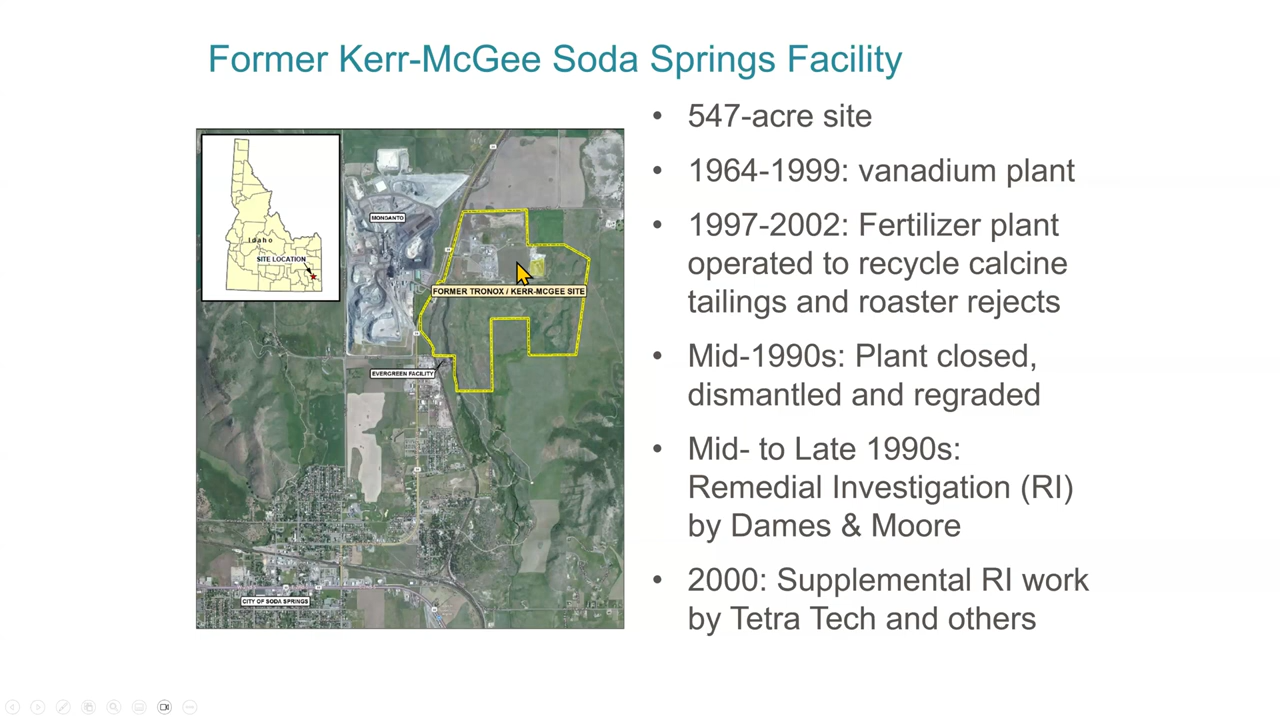 Former Kerr-McGee Soda Springs Facility
• 547-acre site
• 1964-1999: vanadium plant
• 1997-2002: Fertilizer plant
operated to recycle calcine
tailings and roaster rejects
• Mid-1990s: Plant closed,
dismantled and regraded
• Mid- to Late 1990s:
Remedial Investigation (RI)
by Dames & Moore
• 2000: Supplemental RI work
by Tetra Tech and others
Idaho
SITE LOCATION
MONSANTO
FORMER TRONOX / KERR-MCGEE SITE
EVERGREEN FACILITY
CITY OF SODA SPRINGS